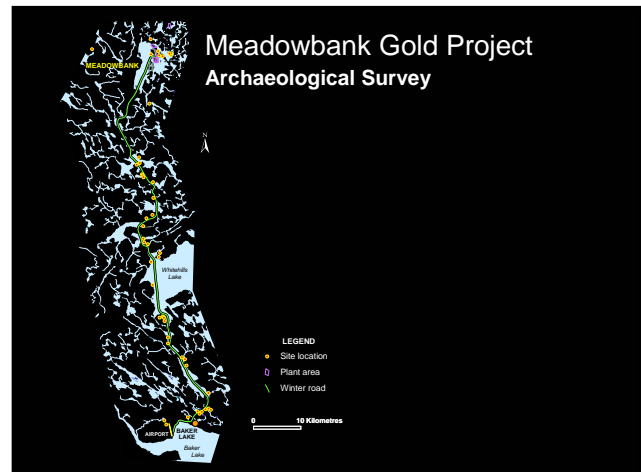 Meadowbank Gold Project
Archaeological Survey
MEADOWBANK
N
Whitehills
Lake
LEGEND
Site location
Plant area
Winter road
0 10 Kilometres
AIRPORT
BAKER
LAKE
Baker
Lake